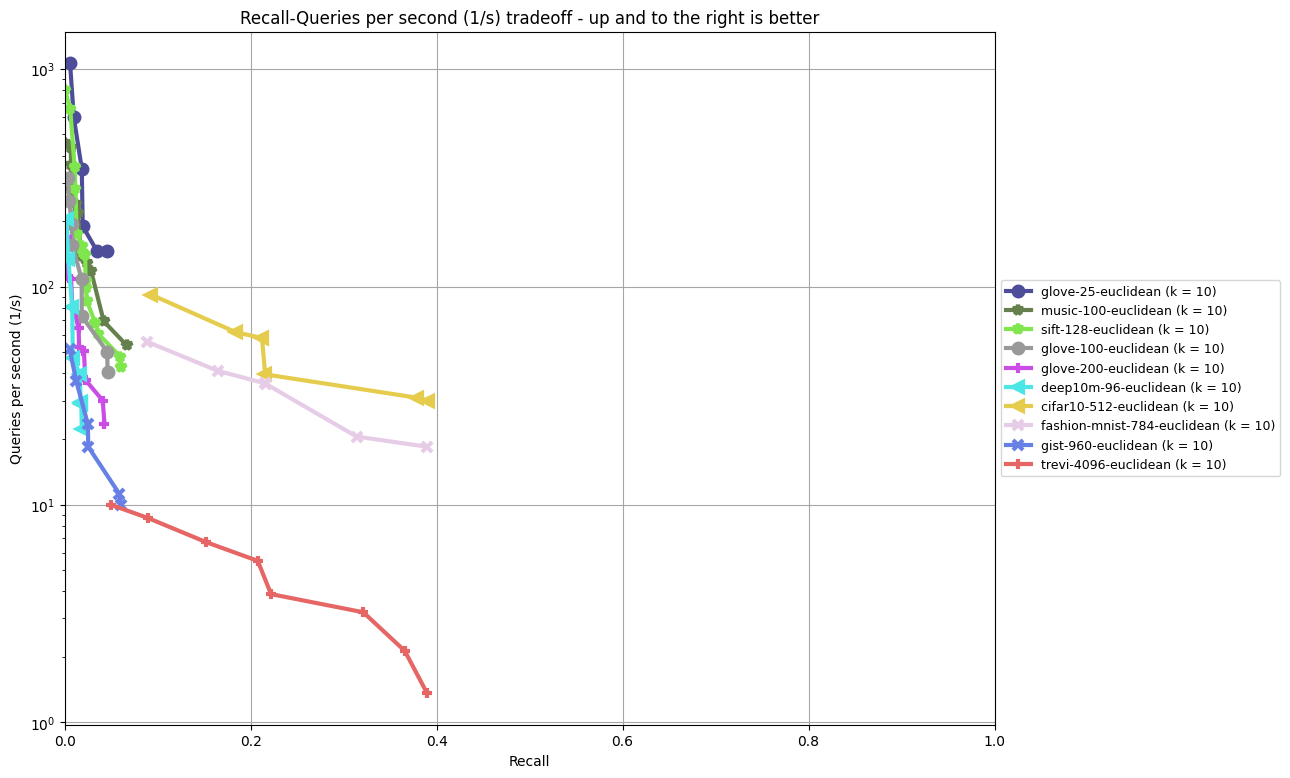 Recall-Queries per second (1/s) tradeoff - up and to the right is better
Queries per second (1/s)
10³
10²
10¹
10⁰
0.0
0.2
0.4
0.6
0.8
1.0
Recall
glove-25-euclidean (k = 10)
music-100-euclidean (k = 10)
sift-128-euclidean (k = 10)
glove-100-euclidean (k = 10)
glove-200-euclidean (k = 10)
deep10m-96-euclidean (k = 10)
cifar10-512-euclidean (k = 10)
fashion-mnist-784-euclidean (k = 10)
gist-960-euclidean (k = 10)
trevi-4096-euclidean (k = 10)